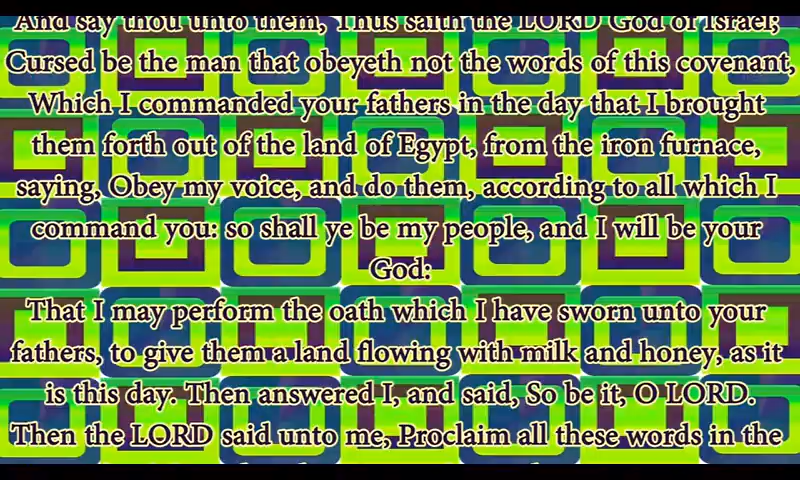 And say thou unto them, Thus saith the LORD God of Israel;
Cursed be the man that obeyeth not the words of this covenant,
Which I commanded your fathers in the day that I brought
them forth out of the land of Egypt, from the iron furnace,
saying, Obey my voice, and do them, according to all which I
command you: so shall ye be my people, and I will be your
God:
That I may perform the oath which I have sworn unto your
fathers, to give them a land flowing with milk and honey, as it
is this day. Then answered I, and said, So be it, O LORD.
Then the LORD said unto me, Proclaim all these words in the